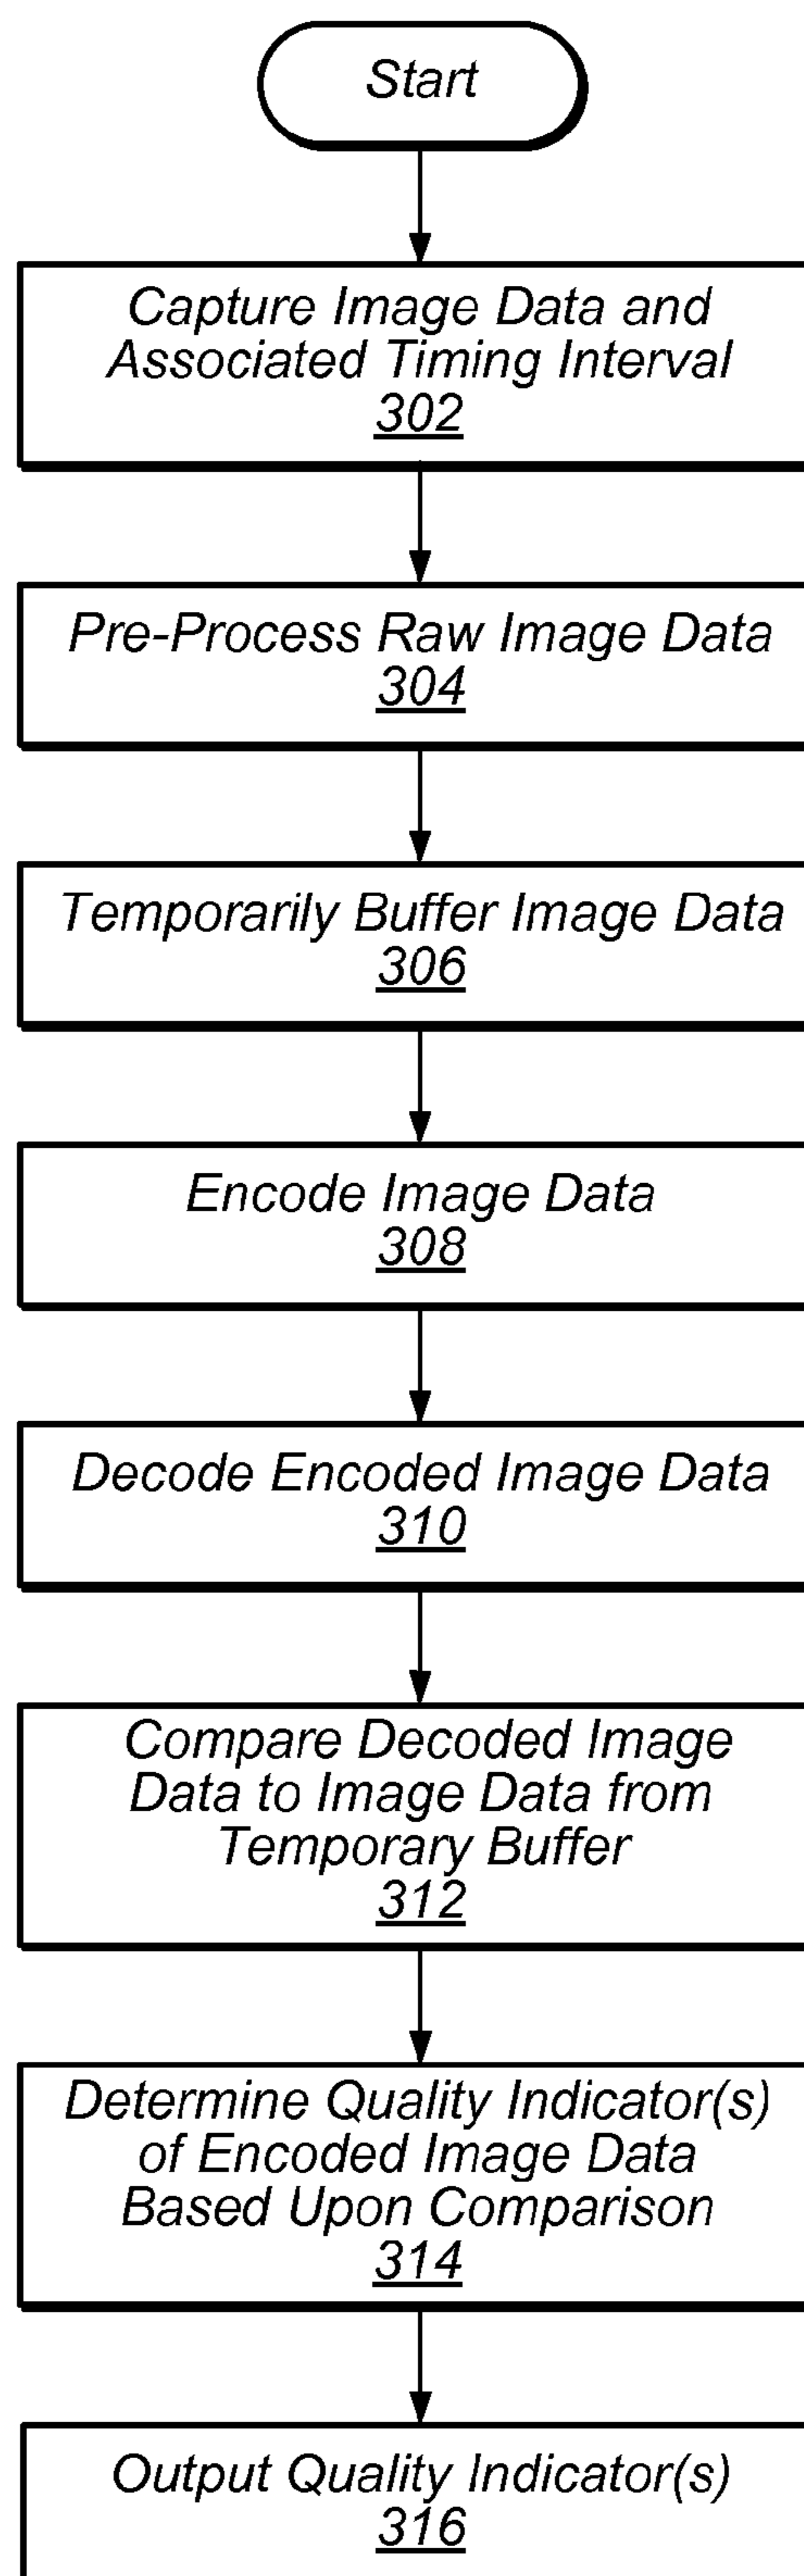 Start
Capture Image Data and
Associated Timing Interval
302
Pre-Process Raw Image Data
304
Temporarily Buffer Image Data
306
Encode Image Data
308
Decode Encoded Image Data
310
Compare Decoded Image
Data to Image Data from
Temporary Buffer
312
Determine Quality Indicator(s)
of Encoded Image Data
Based Upon Comparison
314
Output Quality Indicator(s)
316